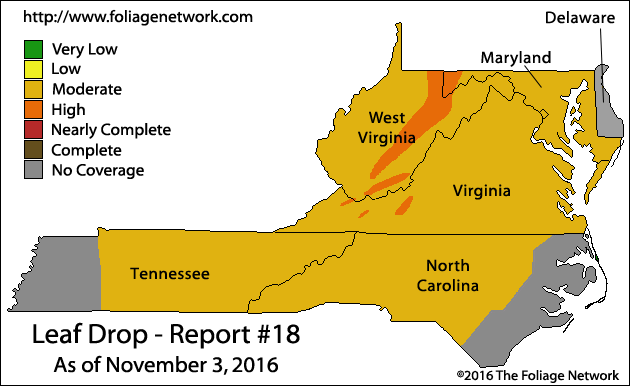 http://www.foliagenetwork.com
Delaware
Very Low
Low
Moderate
High
Nearly Complete
Complete
No Coverage
Maryland
West
Virginia
Virginia
Tennessee
North
Carolina
Leaf Drop - Report #18
As of November 3, 2016
©2016 The Foliage Network